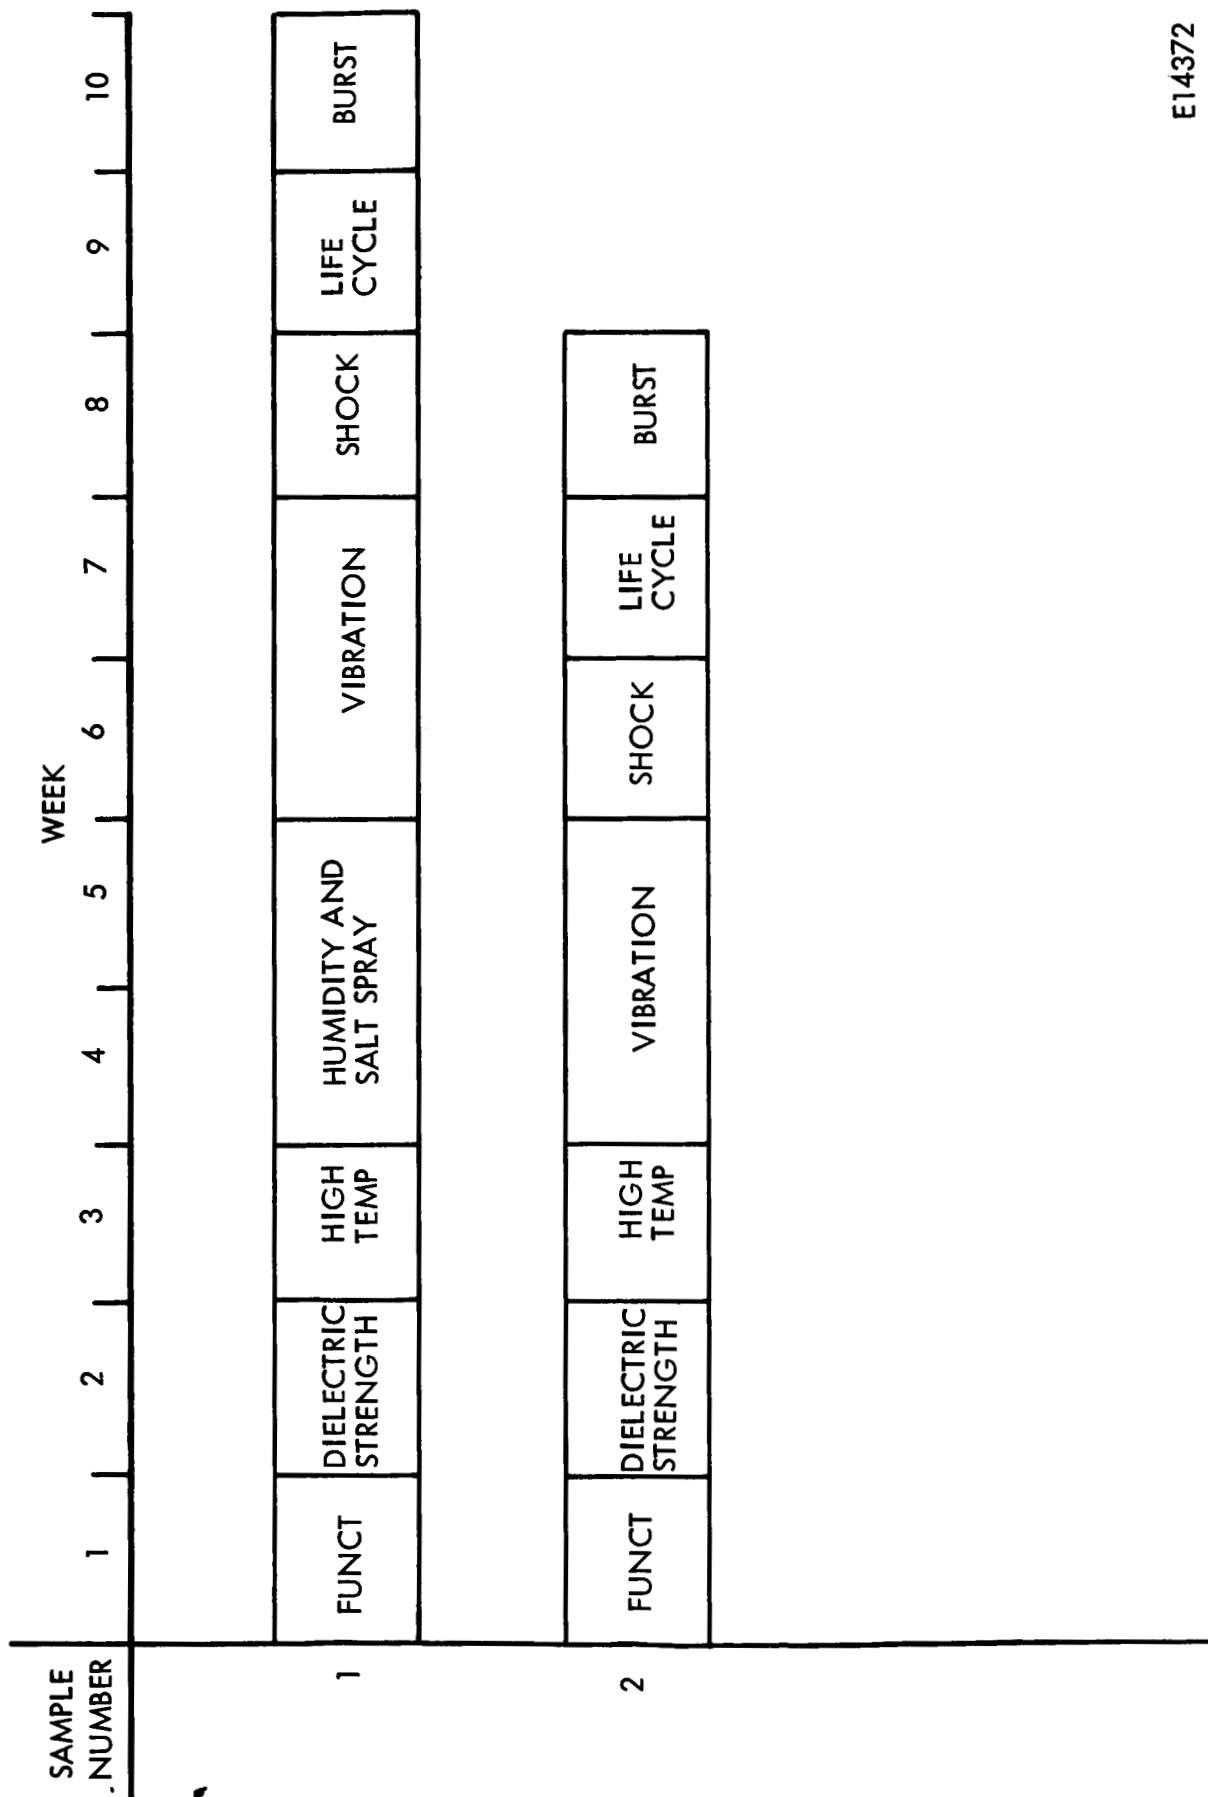 WEEK
SAMPLE
NUMBER
1 2 3 4 5 6 7 8 9 10
1
FUNCT
DIELECTRIC
STRENGTH
HIGH
TEMP
HUMIDITY AND
SALT SPRAY
VIBRATION
SHOCK
LIFE
CYCLE
BURST
2
FUNCT
DIELECTRIC
STRENGTH
HIGH
TEMP
VIBRATION
SHOCK
LIFE
CYCLE
BURST
E14372